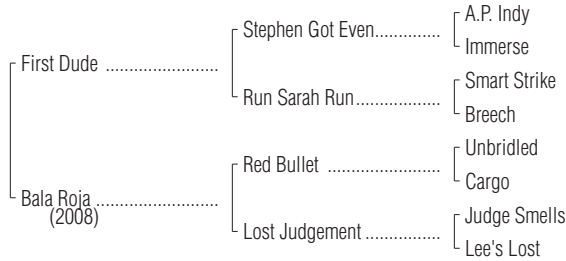 A.P. Indy
Stephen Got Even..............
Immerse
First Dude ........................
Smart Strike
Run Sarah Run..................
Breech
Unbridled
Red Bullet ........................
Cargo
Bala Roja ..........................
(2008)
Judge Smells
Lost Judgement ................
Lee's Lost